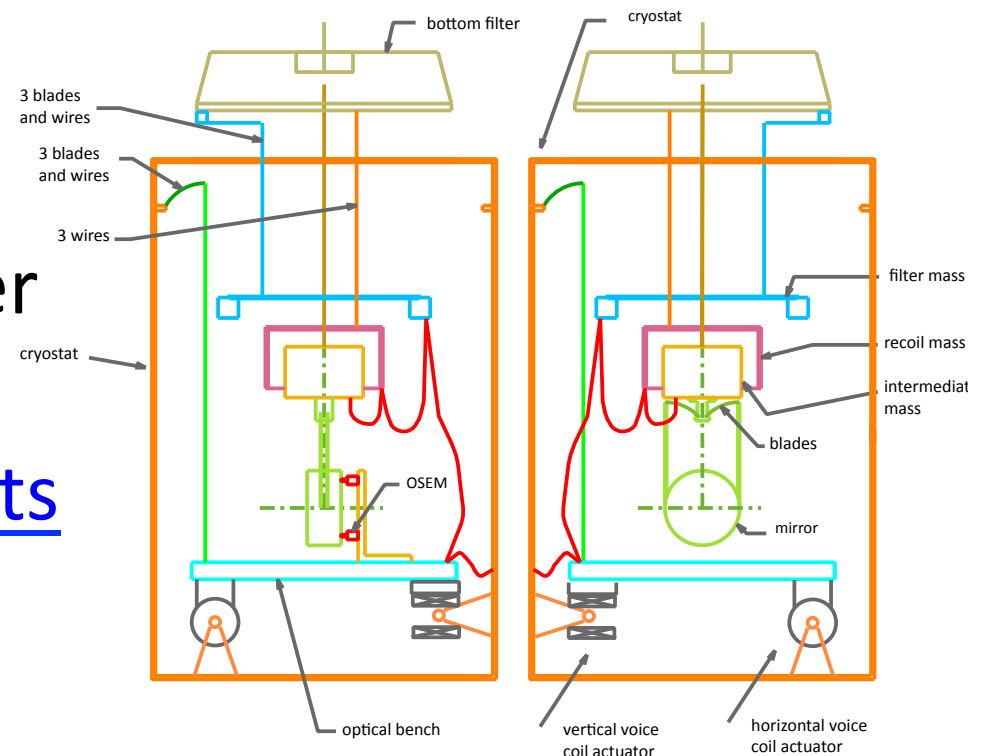 bottom filter
cryostat
3 blades
and wires
3 blades
and wires
3 wires
er
filter mass
cryostat
recoil mass
intermediat
mass
blades
ts
OSEM
mirror
optical bench
vertical voice
coil actuator
horizontal voice
coil actuator